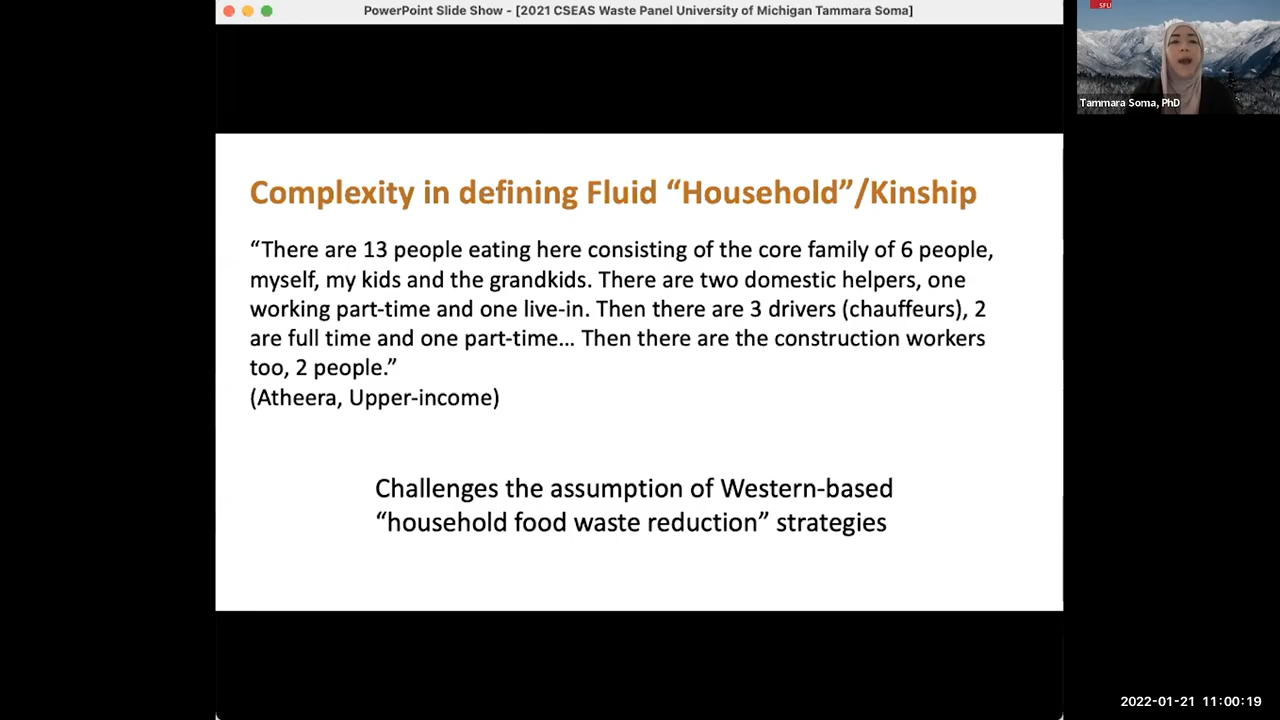 PowerPoint Slide Show - [2021 CSEAS Waste Panel University of Michigan Tammara Soma]
SFU
Tammara Soma, PhD
Complexity in defining Fluid “Household”/Kinship
“There are 13 people eating here consisting of the core family of 6 people,
myself, my kids and the grandkids. There are two domestic helpers, one
working part-time and one live-in. Then there are 3 drivers (chauffeurs), 2
are full time and one part-time... Then there are the construction workers
too, 2 people.”
(Atheera, Upper-income)
Challenges the assumption of Western-based
“household food waste reduction” strategies
2022-01-21 11:00:19